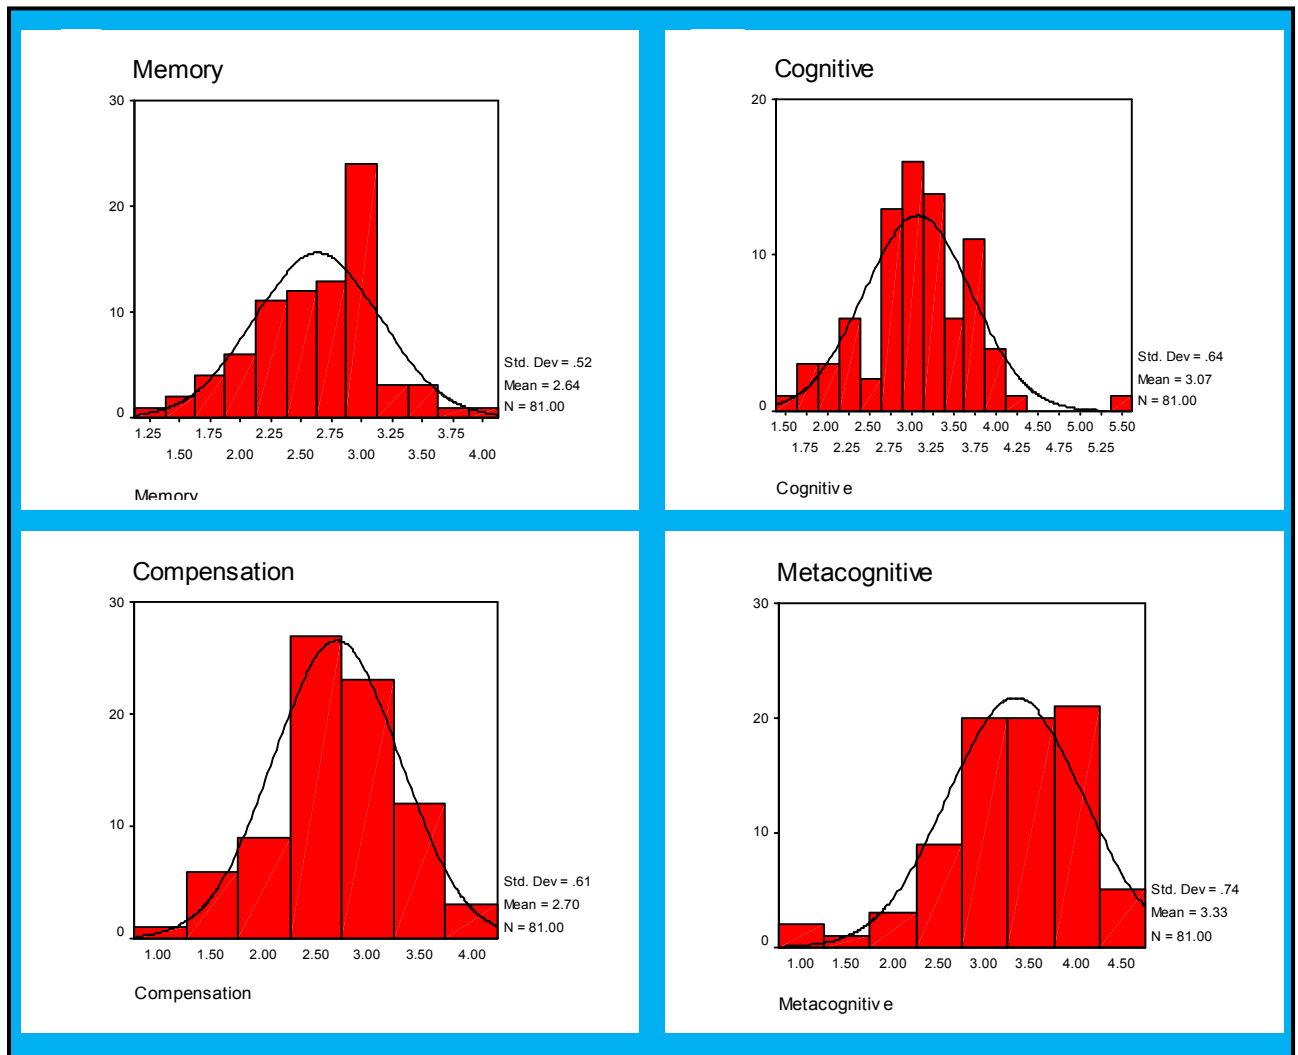 Memory
30
20
10
0
Std. Dev = .52
Mean = 2.64
N = 81.00
1.25 1.75 2.25 2.75 3.25 3.75
1.50 2.00 2.50 3.00 3.50 4.00
Memory
Cognitive
20
10
0
Std. Dev = .64
Mean = 3.07
N = 81.00
1.50 2.00 2.50 3.00 3.50 4.00 4.50 5.50
1.75 2.25 2.75 3.25 3.75 4.25 4.75 5.25
Cognitive
Compensation
30
20
10
0
Std. Dev = .61
Mean = 2.70
N = 81.00
1.00 1.50 2.00 2.50 3.00 3.50 4.00
Compensation
Metacognitive
30
20
10
0
Std. Dev = .74
Mean = 3.33
N = 81.00
1.00 1.50 2.00 2.50 3.00 3.50 4.00 4.50
Metacognitive